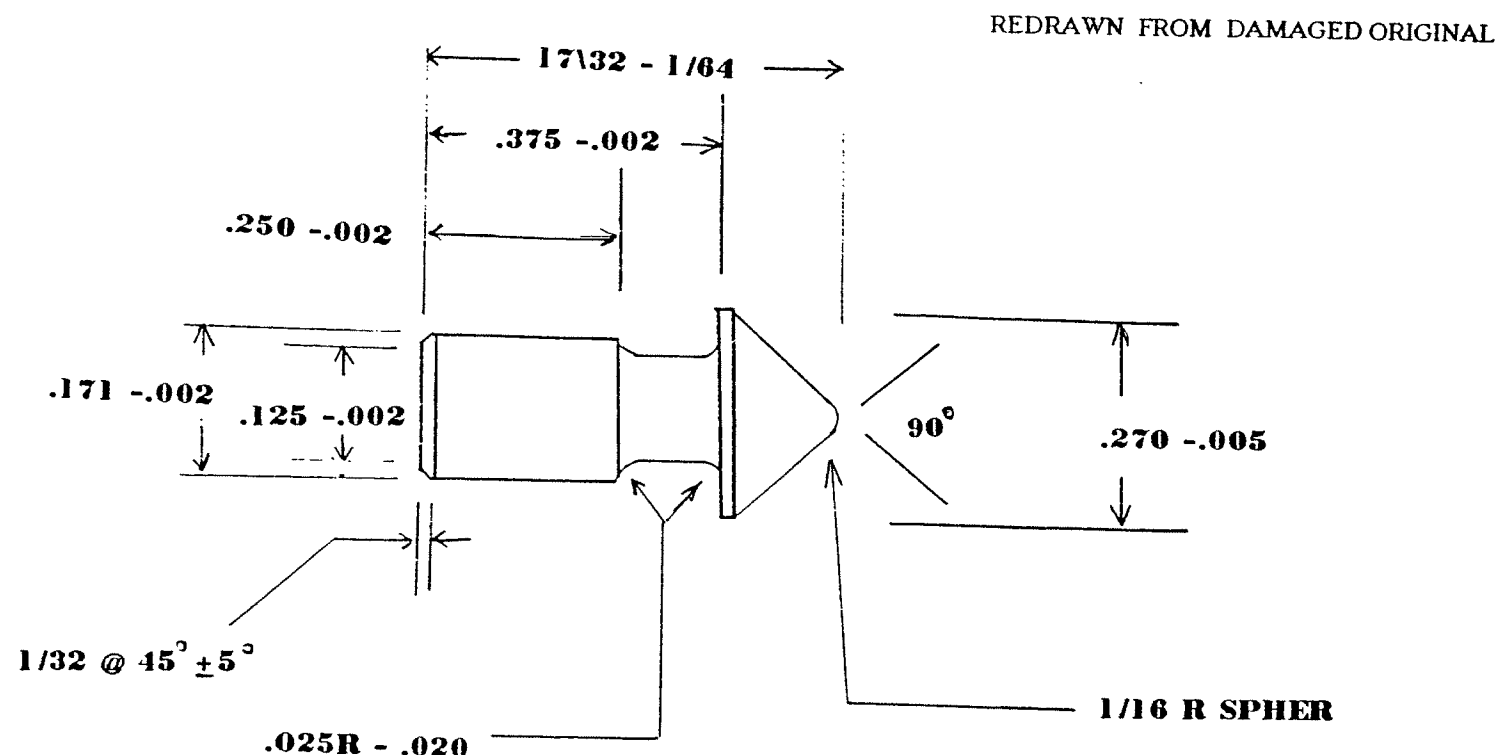 REDRAWN FROM DAMAGED ORIGINAL
17\32 - 1/64
.375 -.002
.250 -.002
.171 -.002
.125 -.002
90°
.270 -.005
1/32 @ 45° ±5°
1/16 R SPHER
.025R - .020